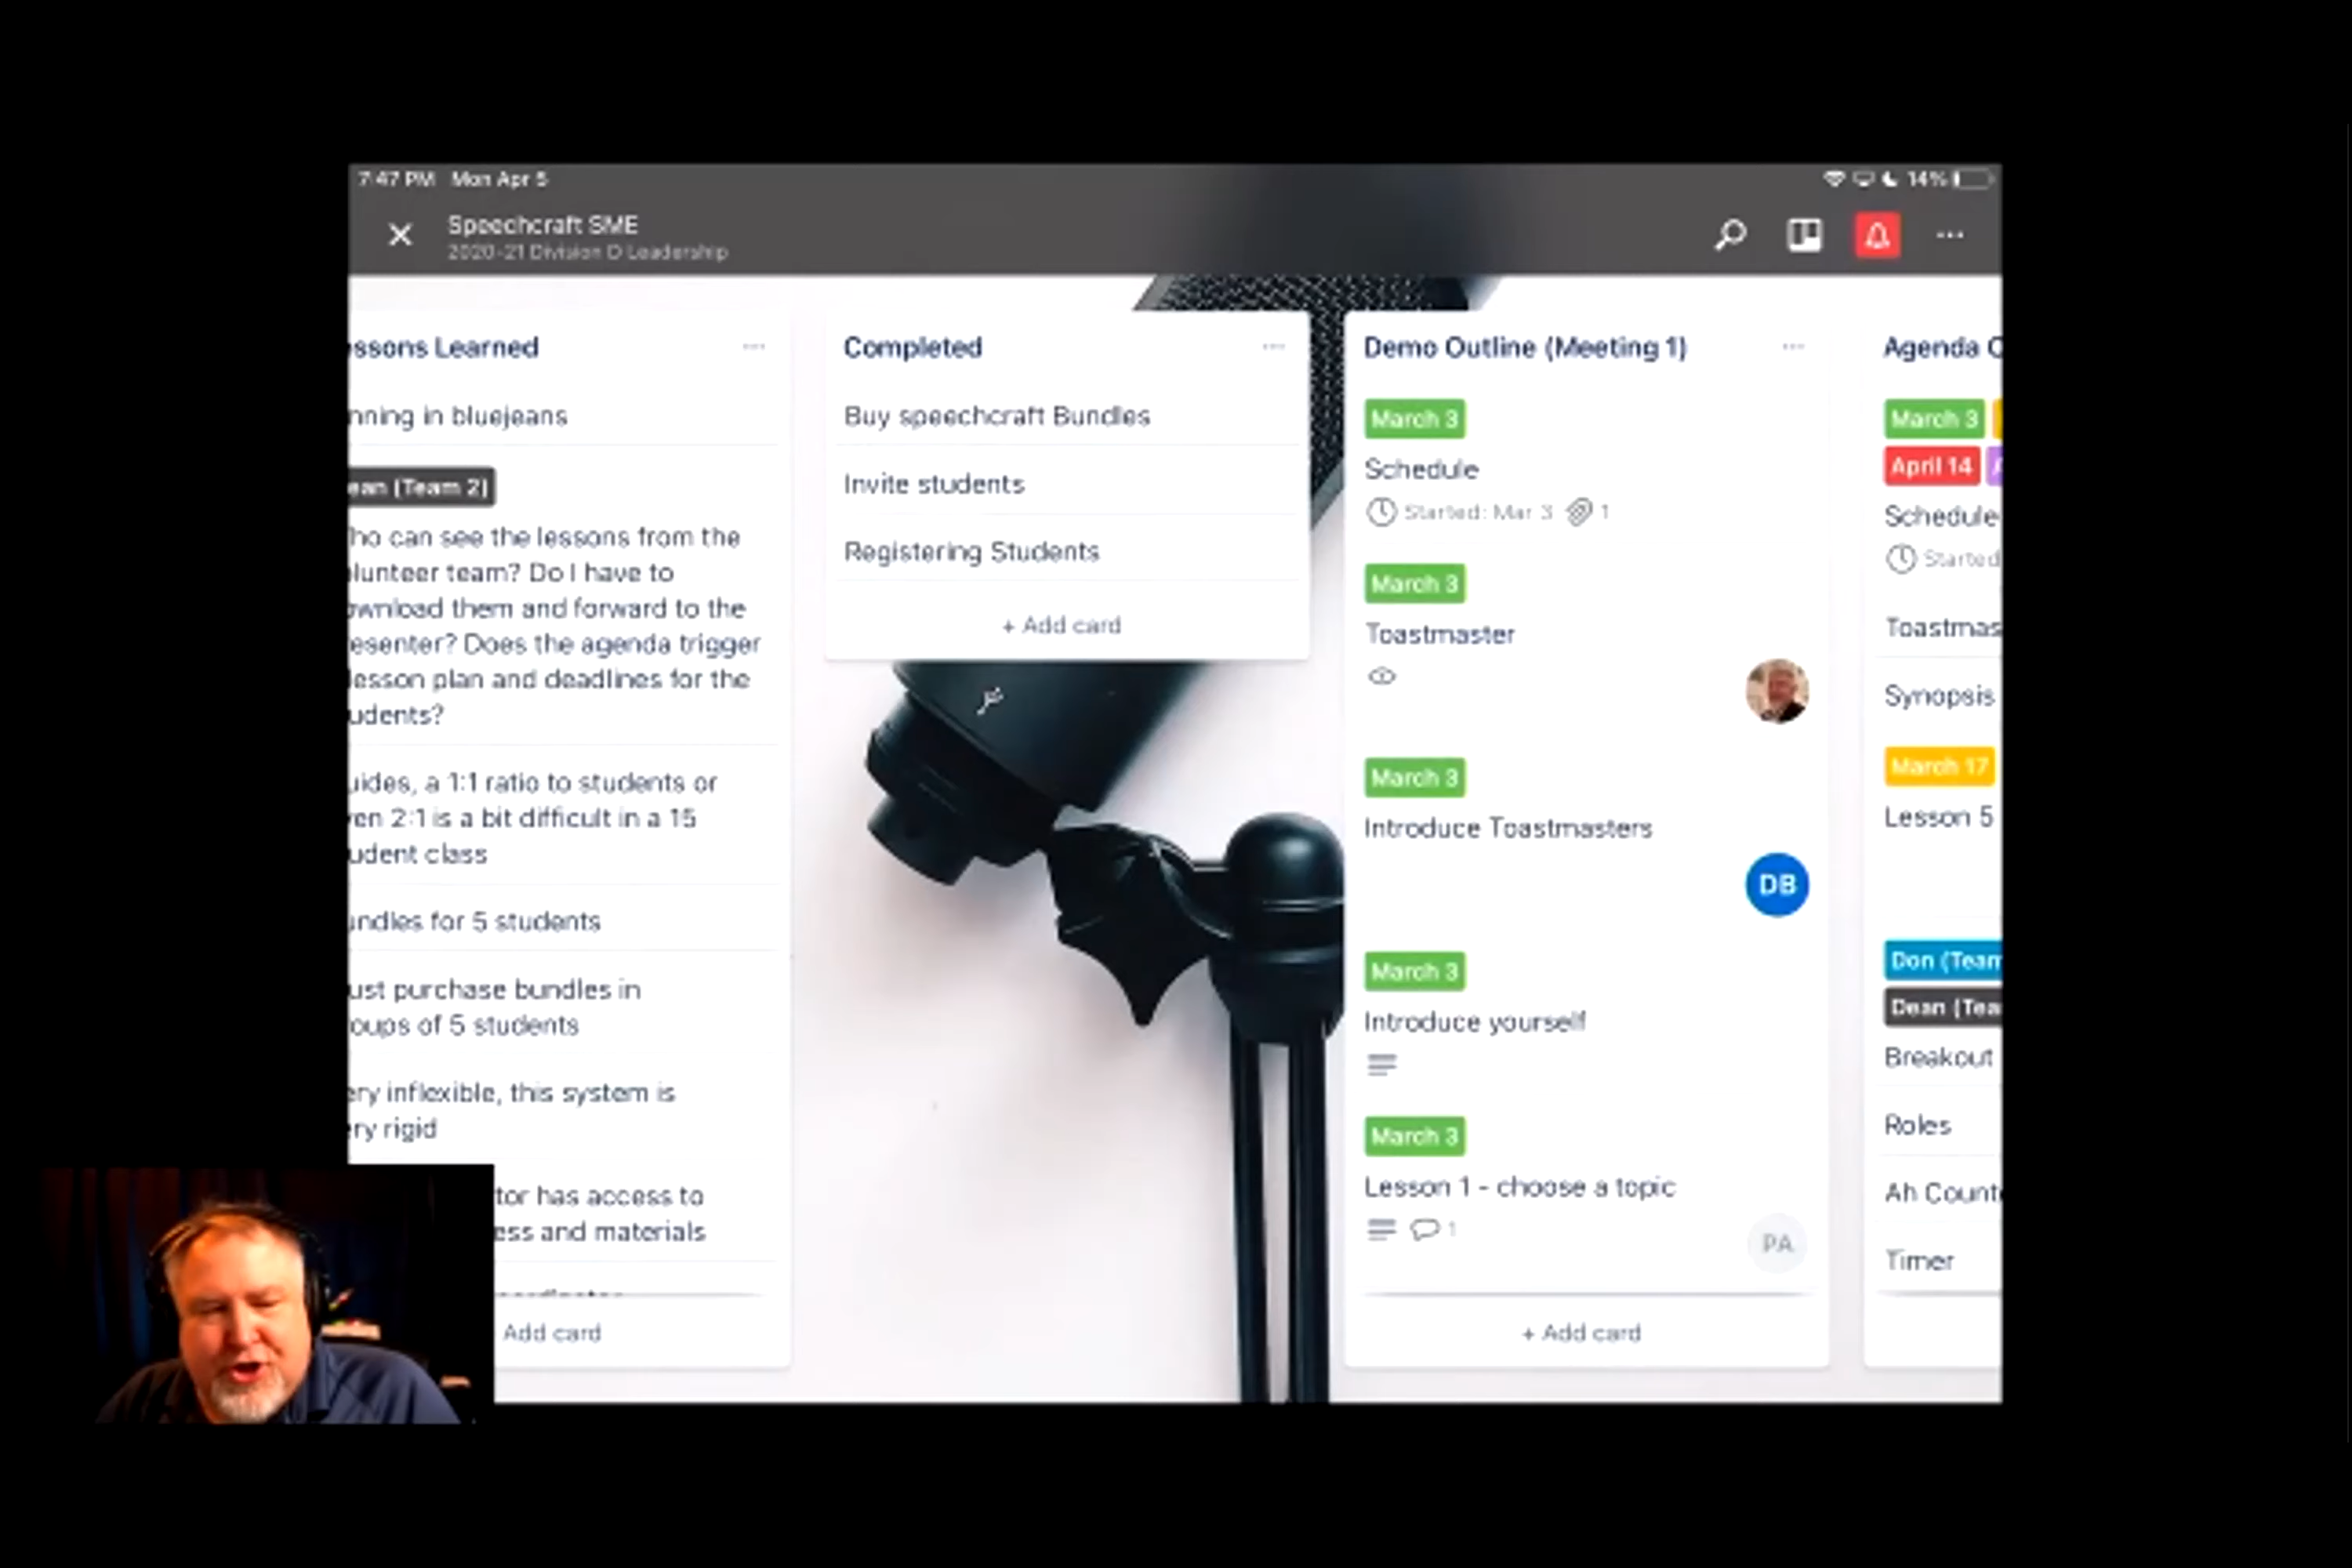 7:47 PM Mon Apr 5
14%
Speechcraft SME
2020-21 Division D Leadership
ssons Learned
nning in bluejeans
ean (Team 2)
ho can see the lessons from the
lunteer team? Do I have to
wnload them and forward to the
esenter? Does the agenda trigger
lesson plan and deadlines for the
udents?
uides, a 1:1 ratio to students or
en 2:1 is a bit difficult in a 15
udent class
undles for 5 students
ust purchase bundles in
oups of 5 students
ery inflexible, this system is
ery rigid
tor has access to
ess and materials
Add card
Completed
Buy speechcraft Bundles
Invite students
Registering Students
+ Add card
Demo Outline (Meeting 1)
March 3
Schedule
Started: Mar 3 1
March 3
Toastmaster
March 3
Introduce Toastmasters
DB
March 3
Introduce yourself
March 3
Lesson 1 - choose a topic
1
PA
+ Add card
Agenda
March 3
April 14
Schedule
Started
Toastmas
Synopsis
March 17
Lesson 5
Don (Team
Dean (Tea
Breakout
Roles
Ah Count
Timer